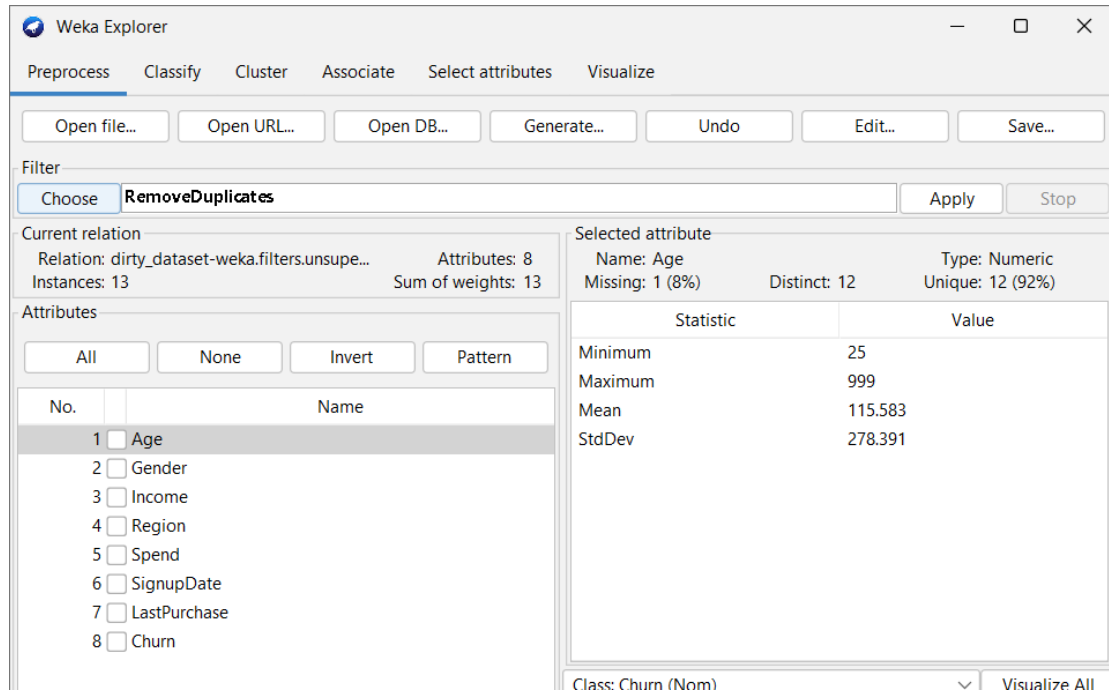 Weka Explorer
Preprocess Classify Cluster Associate Select attributes Visualize
Open file... Open URL... Open DB... Generate... Undo Edit... Save...
Filter
Choose RemoveDuplicates Apply Stop
Current relation
Relation: dirty_dataset-weka.filters.unsupe... Attributes: 8
Instances: 13 Sum of weights: 13
Attributes
All None Invert Pattern
No. Name
1 Age
2 Gender
3 Income
4 Region
5 Spend
6 SignupDate
7 LastPurchase
8 Churn
Selected attribute
Name: Age Type: Numeric
Missing: 1 (8%) Distinct: 12 Unique: 12 (92%)
Statistic Value
Minimum 25
Maximum 999
Mean 115.583
StdDev 278.391
Class: Churn (Nom) Visualize All